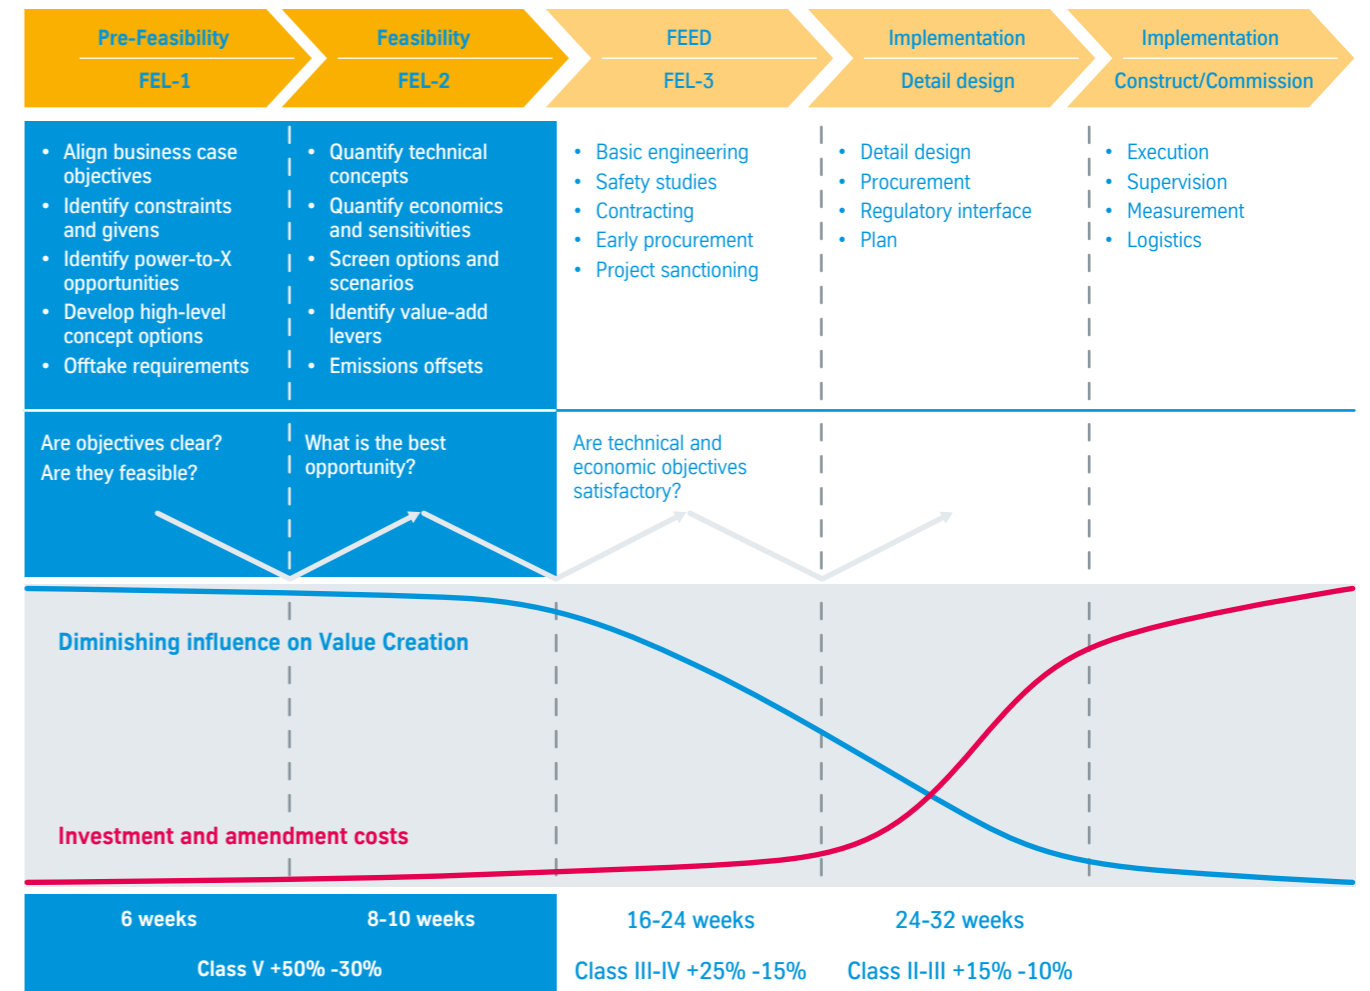 Pre-Feasibility
FEL-1
Feasibility
FEL-2
FEED
FEL-3
Implementation
Detail design
Implementation
Construct/Commission
• Align business case
objectives
• Identify constraints
and givens
• Identify power-to-X
opportunities
• Develop high-level
concept options
• Offtake requirements
• Quantify technical
concepts
• Quantify economics
and sensitivities
• Screen options and
scenarios
• Identify value-add
levers
• Emissions offsets
• Basic engineering
• Safety studies
• Contracting
• Early procurement
• Project sanctioning
• Detail design
• Procurement
• Regulatory interface
• Plan
• Execution
• Supervision
• Measurement
• Logistics
Are objectives clear?
Are they feasible?
What is the best
opportunity?
Are technical and
economic objectives
satisfactory?
Diminishing influence on Value Creation
Investment and amendment costs
6 weeks
8-10 weeks
16-24 weeks
24-32 weeks
Class V +50% -30%
Class III-IV +25% -15%
Class II-III +15% -10%